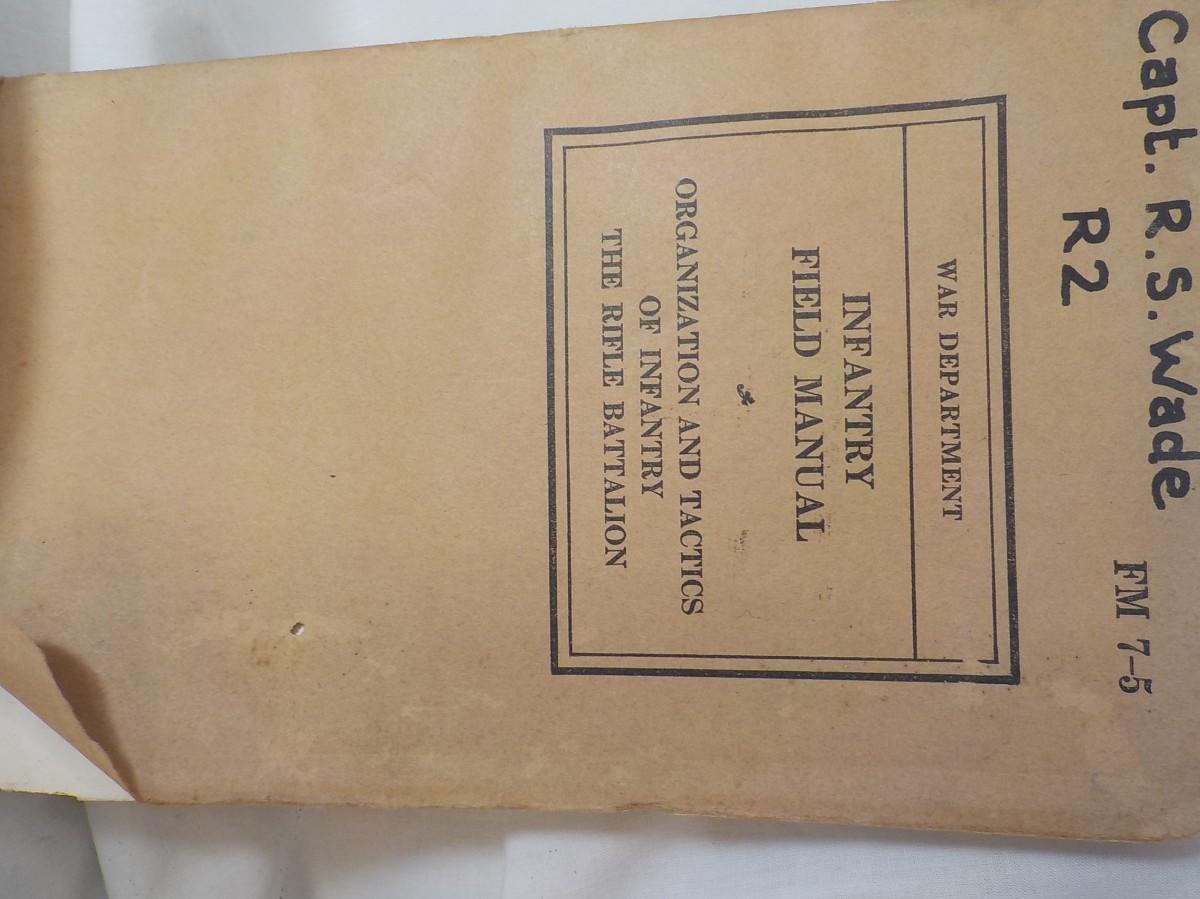 Capt. R.S. Wade
R2
FM 7-5
WAR DEPARTMENT
INFANTRY
FIELD MANUAL
ORGANIZATION AND TACTICS
OF INFANTRY
THE RIFLE BATTALION